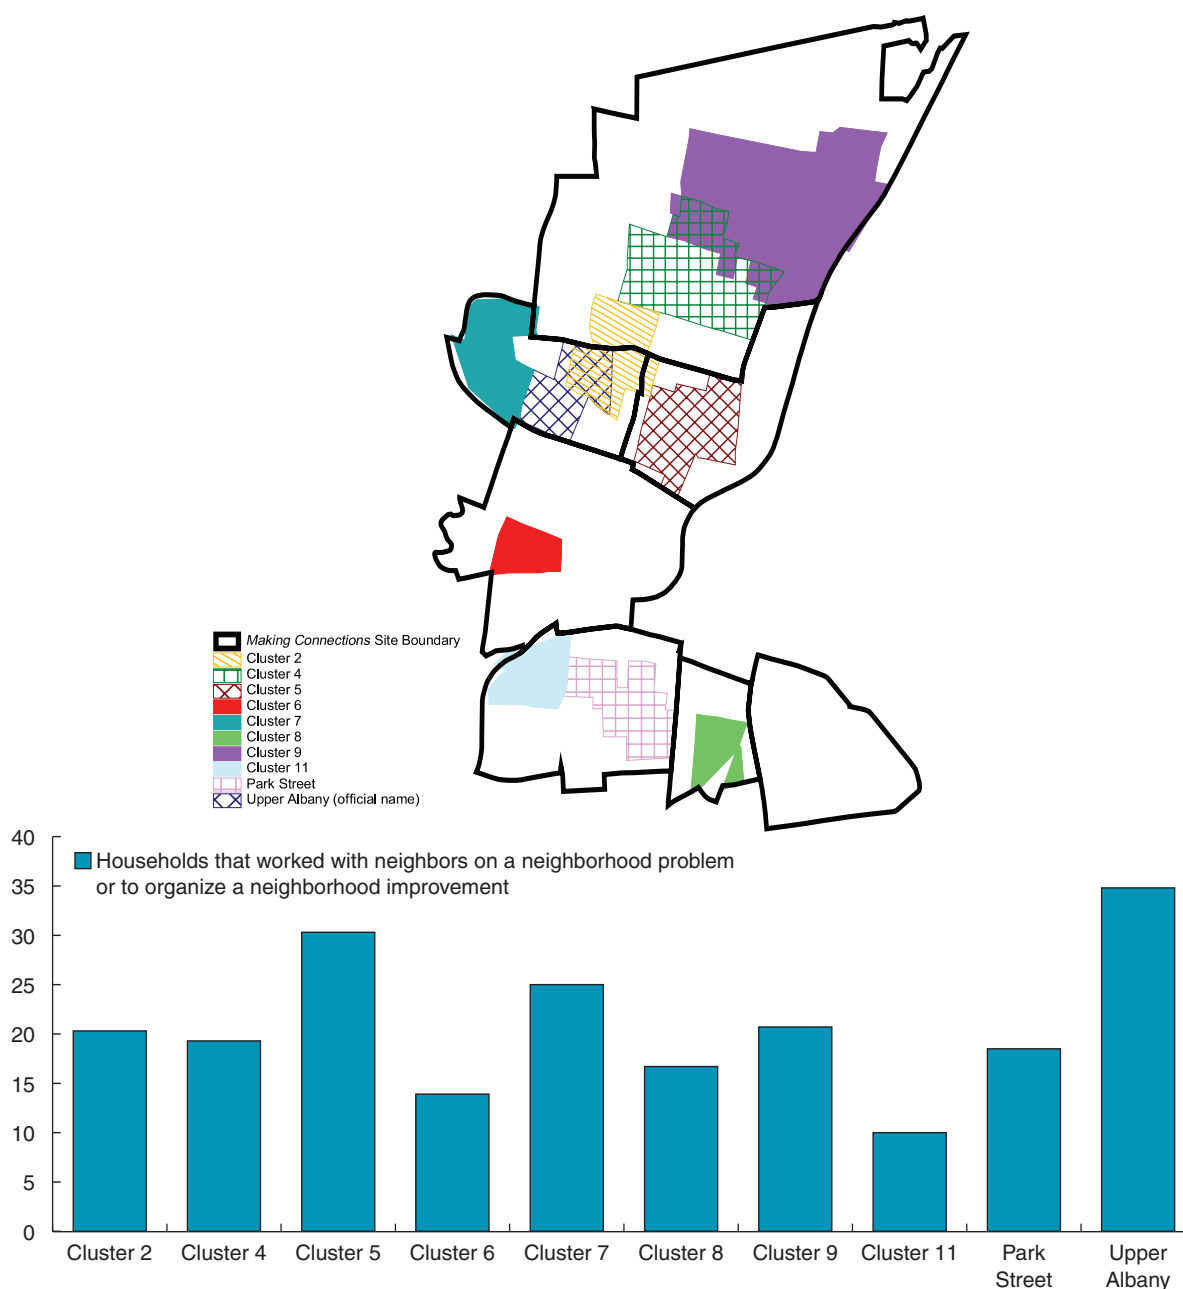 Making Connections Site Boundary
Cluster 2
Cluster 4
Cluster 5
Cluster 6
Cluster 7
Cluster 8
Cluster 9
Cluster 11
Park Street
Upper Albany (official name)
40
35
30
25
20
15
10
5
0
Households that worked with neighbors on a neighborhood problem
or to organize a neighborhood improvement
Cluster 2
Cluster 4
Cluster 5
Cluster 6
Cluster 7
Cluster 8
Cluster 9
Cluster 11
Park
Street
Upper
Albany